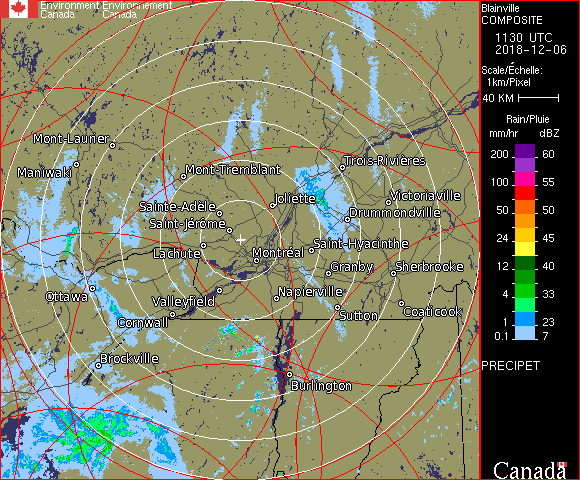 Environment Environnement
Canada Canada
Blainville
COMPOSITE
1130 UTC
2018-12-06
Scale/Échelle:
1km/Pixel
40 KM
Rain/Pluie
mm/hr dBZ
200 60
100 55
50 50
24 45
12 40
4 33
1 23
0.1 7
PRECIPET
Canada
Mont-Laurier
Maniwaki
Mont-Tremblant
Trois-Rivières
Sainte-Adèle
Joliette
Victoriaville
Drummondville
Saint-Jérôme
Lachute
Montréal
Saint-Hyacinthe
Granby
Sherbrooke
Ottawa
Valleyfield
Napierville
Cornwall
Sutton
Coaticook
Brockville
Burlington